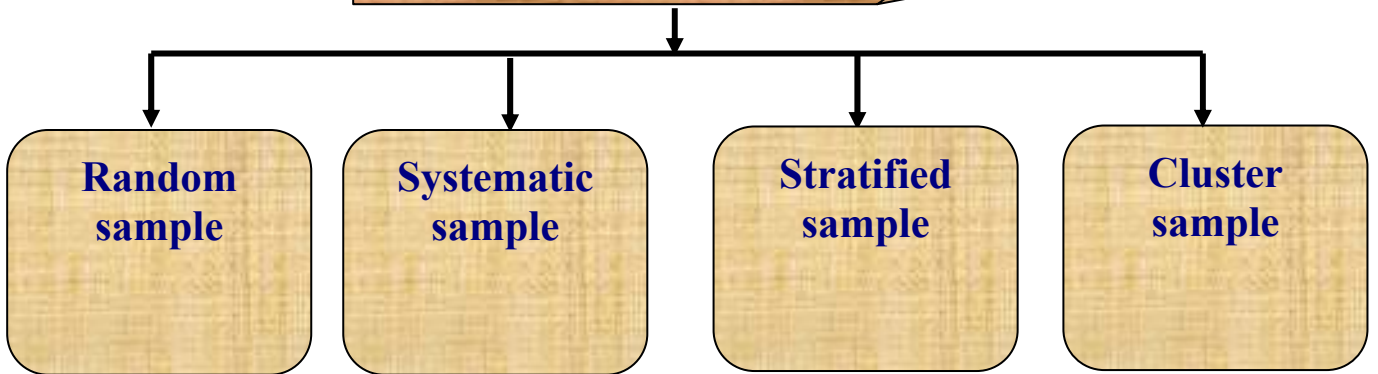 Random
sample
Systematic
sample
Stratified
sample
Cluster
sample